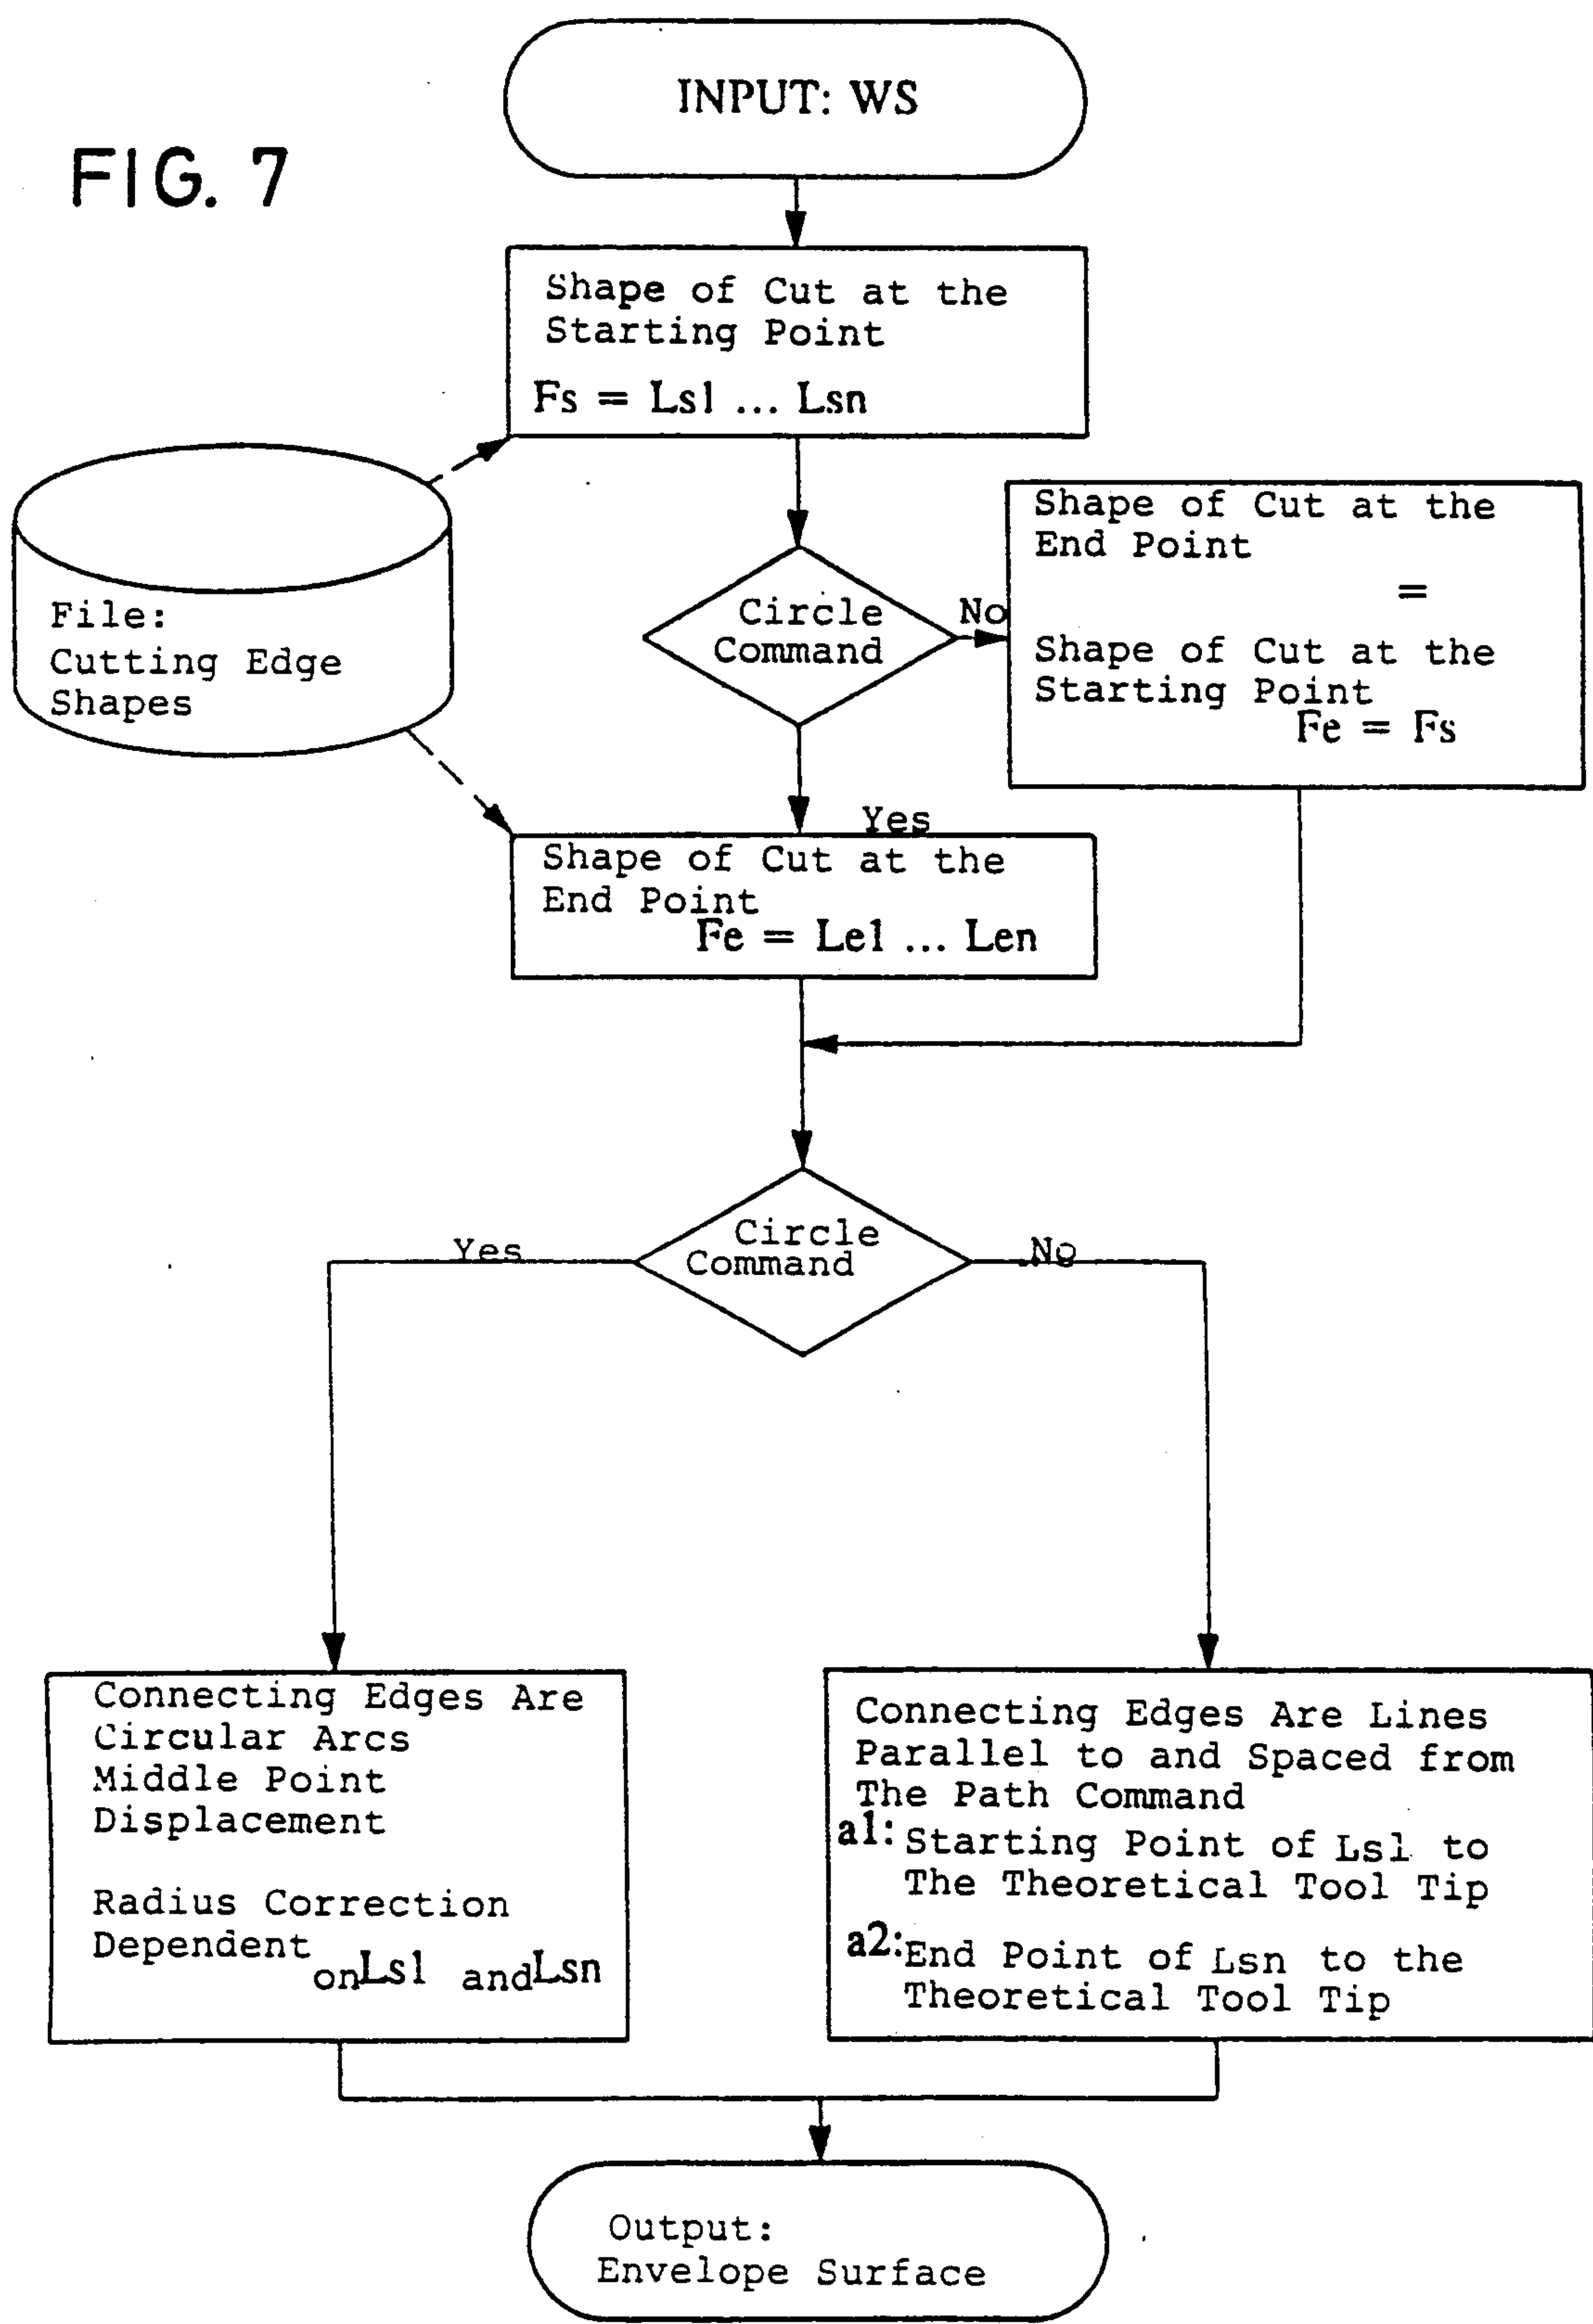 INPUT: WS
FIG. 7
Shape of Cut at the
Starting Point
Fs = Ls1 ... Lsn
File:
Cutting Edge
Shapes
Circle
Command
No
Shape of Cut at the
End Point
=
Shape of Cut at the
Starting Point
Fe = Fs
Yes
Shape of Cut at the
End Point
Fe = Le1 ... Len
Circle
Command
Yes
No
Connecting Edges Are
Circular Arcs
Middle Point
Displacement
Radius Correction
Dependent
on Ls1 and Lsn
Connecting Edges Are Lines
Parallel to and Spaced from
The Path Command
a1: Starting Point of Ls1 to
The Theoretical Tool Tip
a2: End Point of Lsn to the
Theoretical Tool Tip
Output:
Envelope Surface